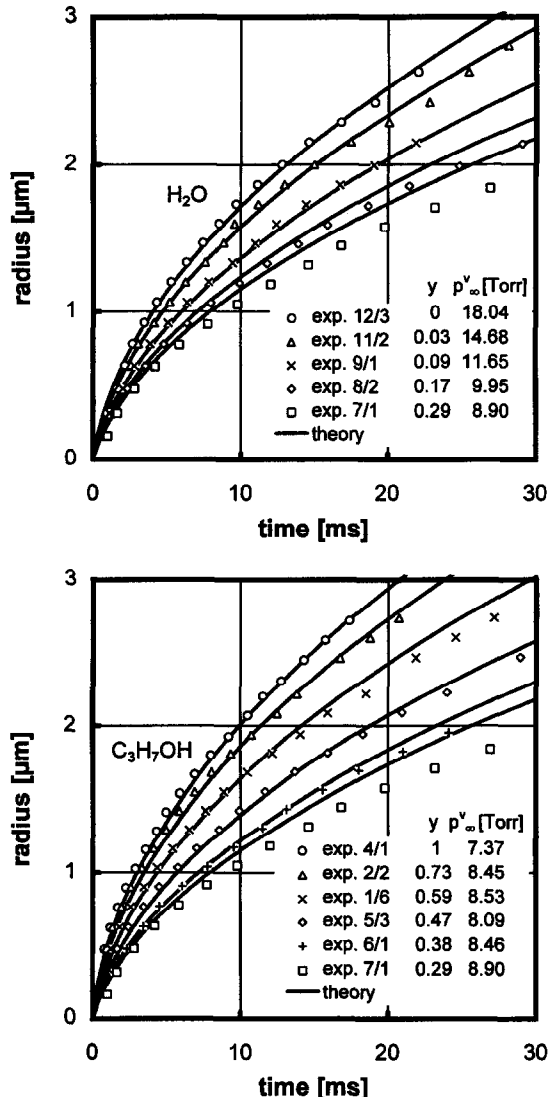 3
2
1
0
radius [µm]
H₂O
y pᵛ∞[Torr]
exp. 12/3 0 18.04
exp. 11/2 0.03 14.68
exp. 9/1 0.09 11.65
exp. 8/2 0.17 9.95
exp. 7/1 0.29 8.90
theory
0 10 20 30
time [ms]
3
2
1
0
radius [µm]
C₃H₇OH
y pᵛ∞[Torr]
exp. 4/1 1 7.37
exp. 2/2 0.73 8.45
exp. 1/6 0.59 8.53
exp. 5/3 0.47 8.09
exp. 6/1 0.38 8.46
exp. 7/1 0.29 8.90
theory
0 10 20 30
time [ms]